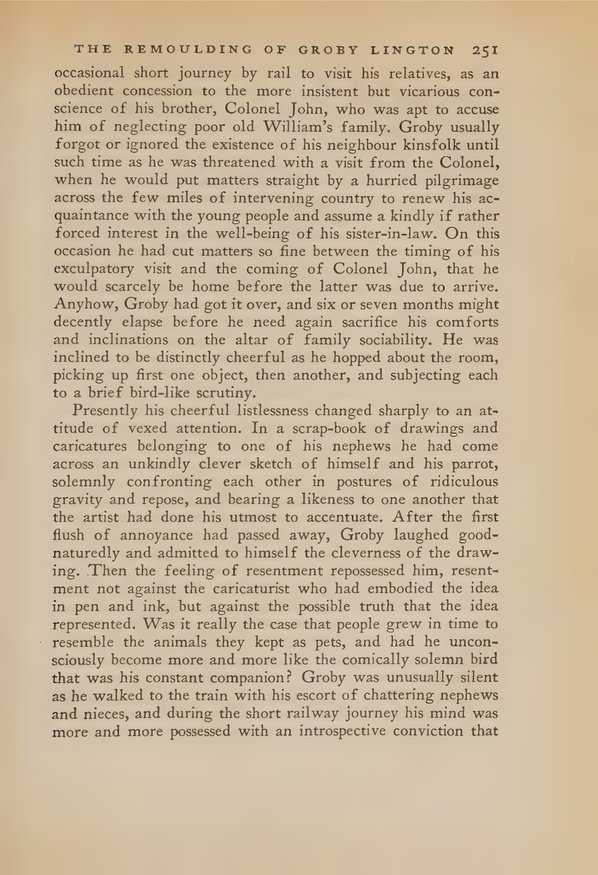 THE REMOULDING OF GROBY LINGTON 251
occasional short journey by rail to visit his relatives, as an
obedient concession to the more insistent but vicarious con-
science of his brother, Colonel John, who was apt to accuse
him of neglecting poor old William's family. Groby usually
forgot or ignored the existence of his neighbour kinsfolk until
such time as he was threatened with a visit from the Colonel,
when he would put matters straight by a hurried pilgrimage
across the few miles of intervening country to renew his ac-
quaintance with the young people and assume a kindly if rather
forced interest in the well-being of his sister-in-law. On this
occasion he had cut matters so fine between the timing of his
exculpatory visit and the coming of Colonel John, that he
would scarcely be home before the latter was due to arrive.
Anyhow, Groby had got it over, and six or seven months might
decently elapse before he need again sacrifice his comforts
and inclinations on the altar of family sociability. He was
inclined to be distinctly cheerful as he hopped about the room,
picking up first one object, then another, and subjecting each
to a brief bird-like scrutiny.
Presently his cheerful listlessness changed sharply to an at-
titude of vexed attention. In a scrap-book of drawings and
caricatures belonging to one of his nephews he had come
across an unkindly clever sketch of himself and his parrot,
solemnly confronting each other in postures of ridiculous
gravity and repose, and bearing a likeness to one another that
the artist had done his utmost to accentuate. After the first
flush of annoyance had passed away, Groby laughed good-
naturedly and admitted to himself the cleverness of the draw-
ing. Then the feeling of resentment repossessed him, resent-
ment not against the caricaturist who had embodied the idea
in pen and ink, but against the possible truth that the idea
represented. Was it really the case that people grew in time to
resemble the animals they kept as pets, and had he uncon-
sciously become more and more like the comically solemn bird
that was his constant companion? Groby was unusually silent
as he walked to the train with his escort of chattering nephews
and nieces, and during the short railway journey his mind was
more and more possessed with an introspective conviction that